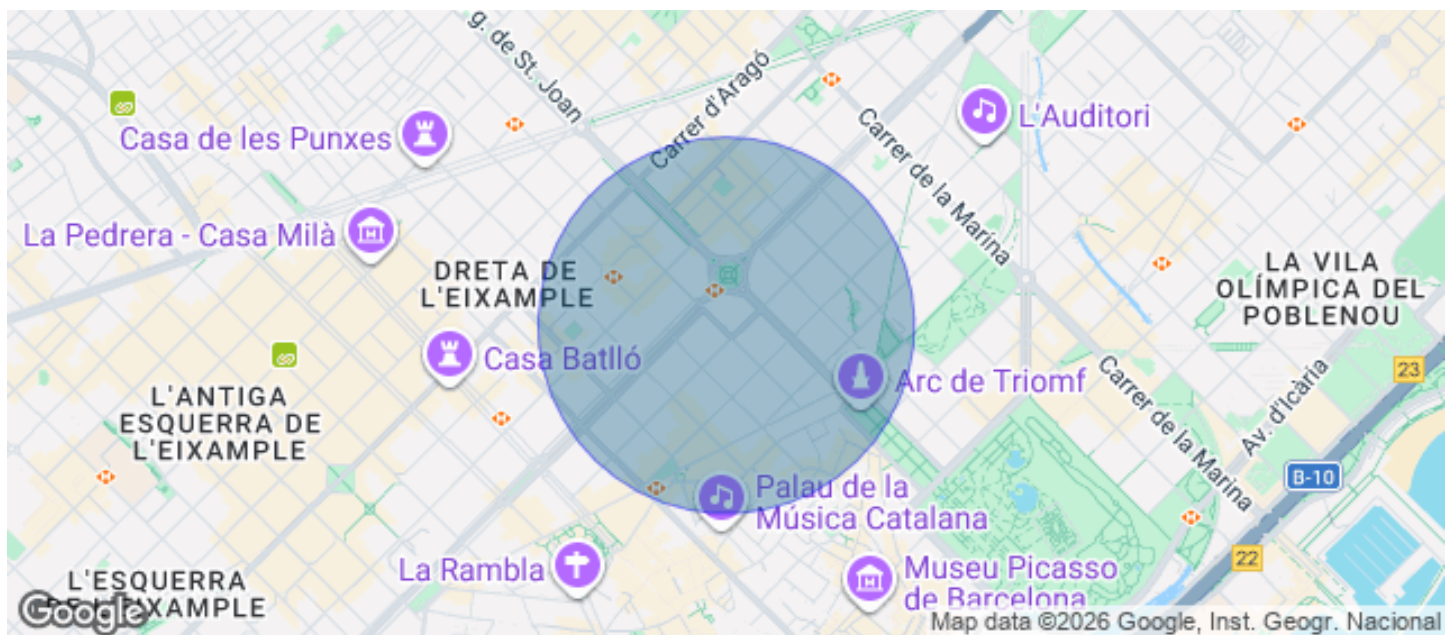 g. de St. Joan
Carrer d'Aragó
Casa de les Punxes
L'Auditori
Carrer de la Marina
La Pedrera - Casa Milà
DRETA DE
L'EIXAMPLE
LA VILA
OLÍMPICA DEL
POBLENOU
Casa Batlló
Arc de Triomf
23
L'ANTIGA
ESQUERRA DE
L'EIXAMPLE
Carrer de la Marina
Av. d'Icària
B-10
Palau de la
Música Catalana
22
La Rambla
Museu Picasso
de Barcelona
L'ESQUERRA
DE L'EIXAMPLE
Google
Map data ©2026 Google, Inst. Geogr. Nacional